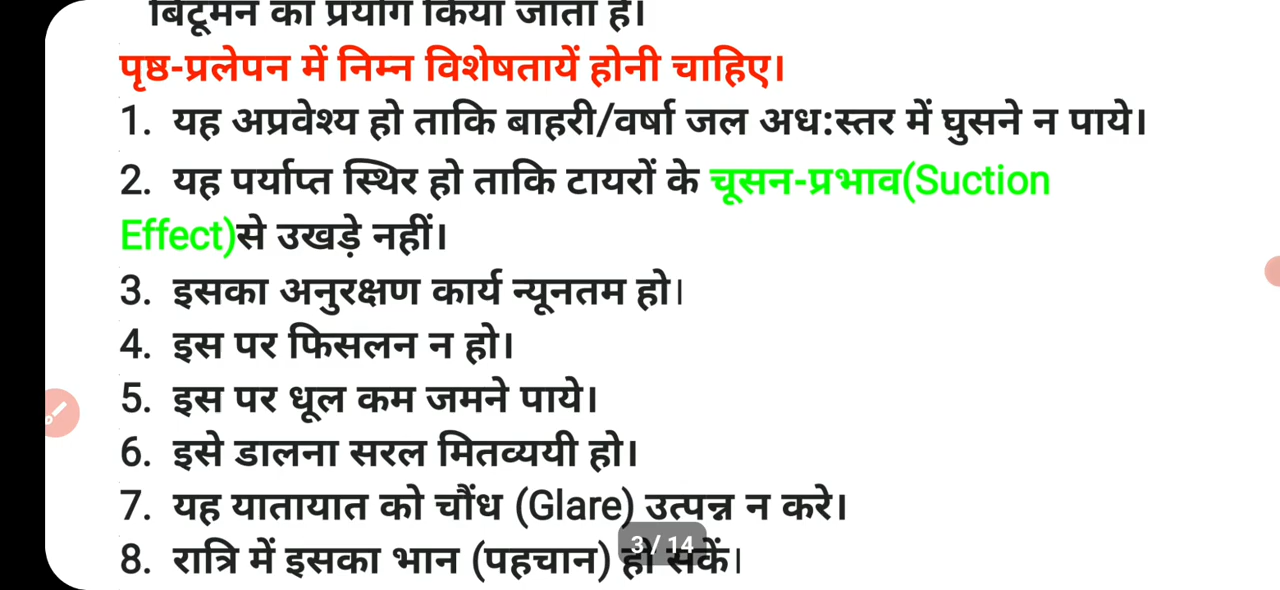 बिटूमन का प्रयोग किया जाता है।
पृष्ठ-प्रलेपन में निम्न विशेषतायें होनी चाहिए।
1. यह अप्रवेश्य हो ताकि बाहरी/वर्षा जल अध:स्तर में घुसने न पाये।
2. यह पर्याप्त स्थिर हो ताकि टायरों के चूसन-प्रभाव(Suction
Effect)से उखड़े नहीं।
3. इसका अनुरक्षण कार्य न्यूनतम हो।
4. इस पर फिसलन न हो।
5. इस पर धूल कम जमने पाये।
6. इसे डालना सरल मितव्ययी हो।
7. यह यातायात को चौंध (Glare) उत्पन्न न करे।
8. रात्रि में इसका भान (पहचान) हो सकें।
3 / 14